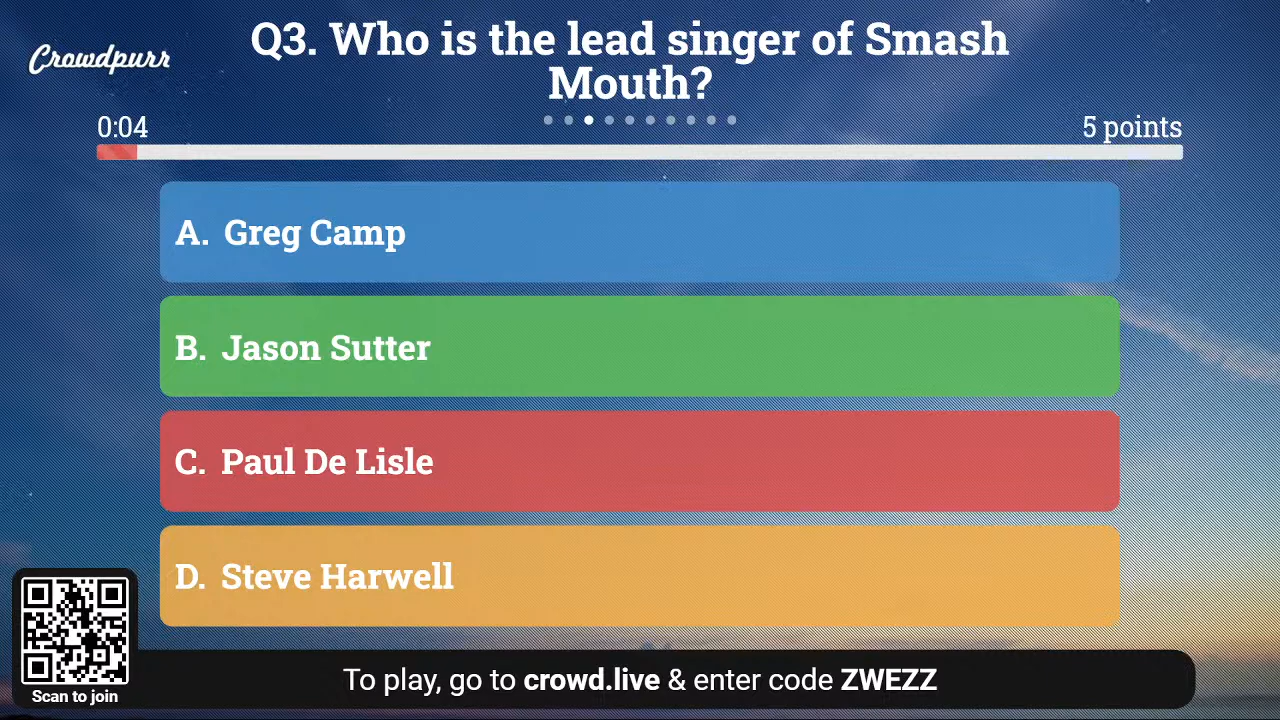 Crowdpurr
Q3. Who is the lead singer of Smash
Mouth?
0:04
5 points
A. Greg Camp
B. Jason Sutter
C. Paul De Lisle
D. Steve Harwell
Scan to join
To play, go to crowd.live & enter code ZWEZZ